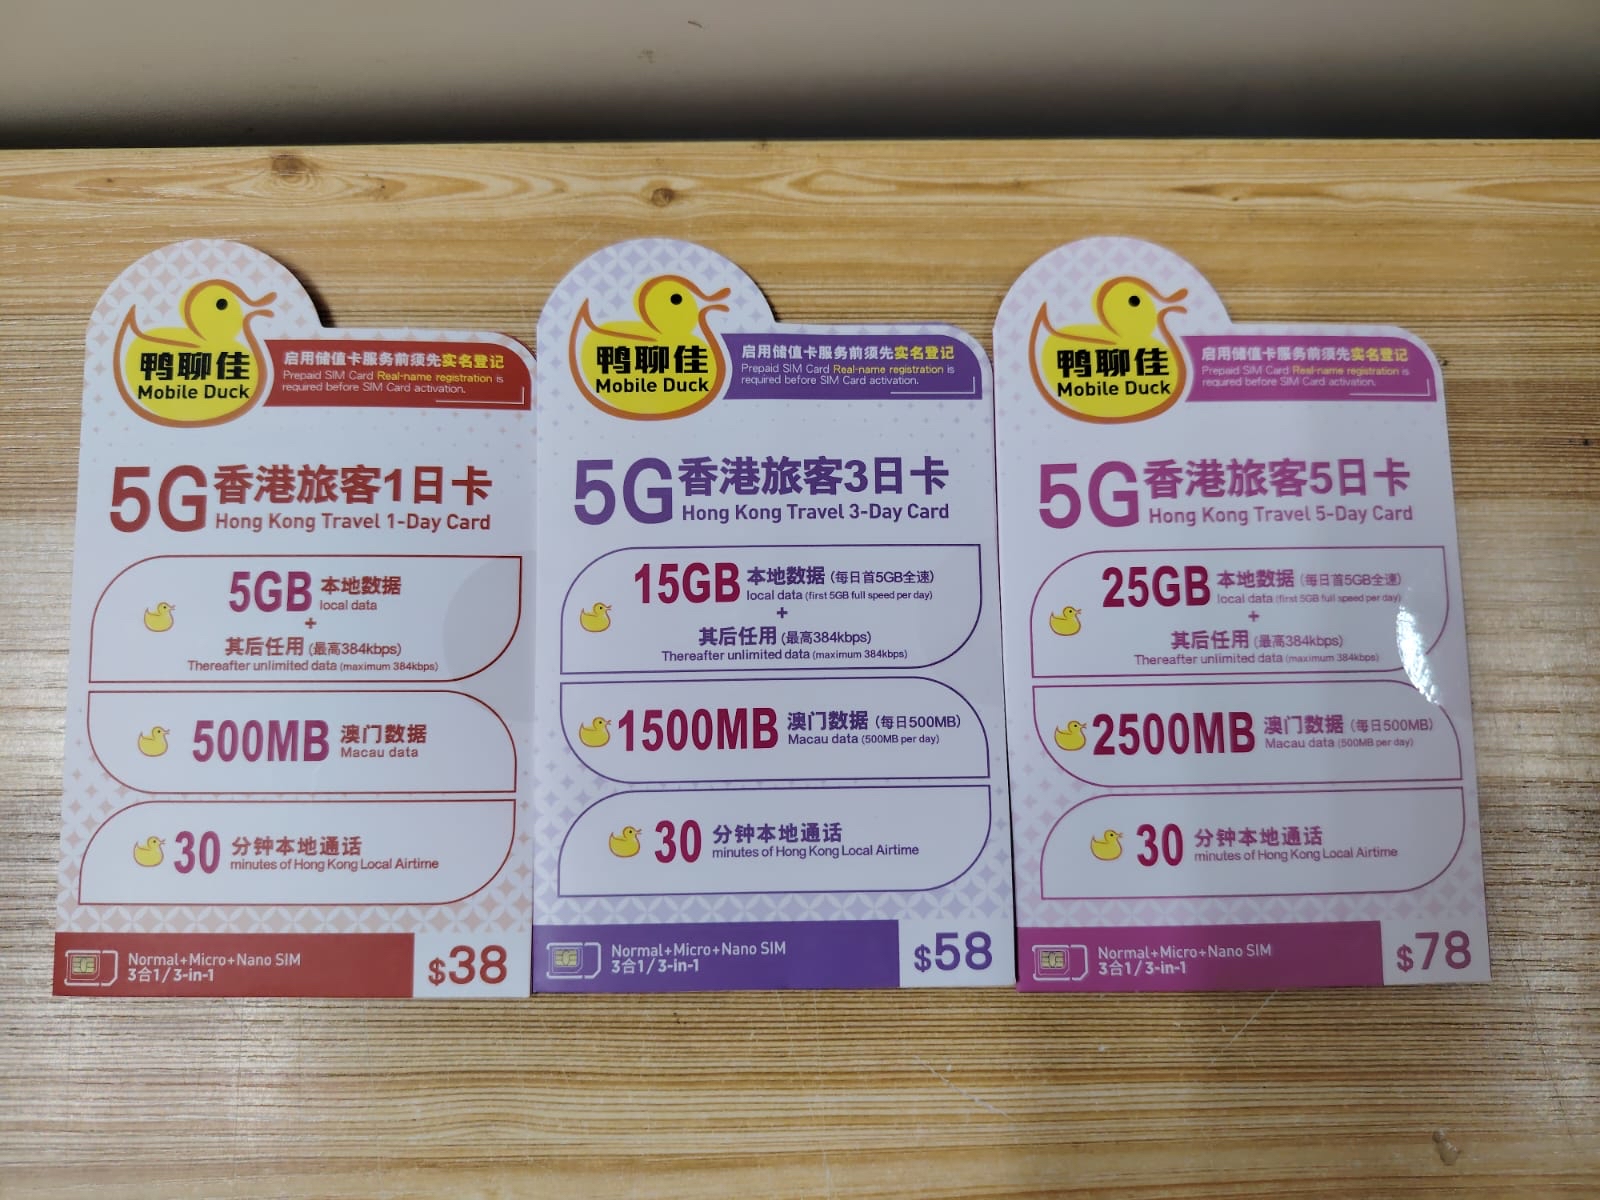 鸭聊佳
Mobile Duck
启用储值卡服务前须先实名登记
Prepaid SIM Card Real-name registration is
required before SIM Card activation.
5G 香港旅客1日卡
Hong Kong Travel 1-Day Card
5GB 本地数据
local data
+
其后任用 (最高384kbps)
Thereafter unlimited data (maximum 384kbps)
500MB 澳门数据
Macau data
30 分钟本地通话
minutes of Hong Kong Local Airtime
Normal+Micro+Nano SIM
3合1/3-in-1
$38
鸭聊佳
Mobile Duck
启用储值卡服务前须先实名登记
Prepaid SIM Card Real-name registration is
required before SIM Card activation.
5G 香港旅客3日卡
Hong Kong Travel 3-Day Card
15GB 本地数据 (每日首5GB全速)
local data (first 5GB full speed per day)
+
其后任用 (最高384kbps)
Thereafter unlimited data (maximum 384kbps)
1500MB 澳门数据 (每日500MB)
Macau data (500MB per day)
30 分钟本地通话
minutes of Hong Kong Local Airtime
Normal+Micro+Nano SIM
3合1/3-in-1
$58
鸭聊佳
Mobile Duck
启用储值卡服务前须先实名登记
Prepaid SIM Card Real-name registration is
required before SIM Card activation.
5G 香港旅客5日卡
Hong Kong Travel 5-Day Card
25GB 本地数据 (每日首5GB全速)
local data (first 5GB full speed per day)
+
其后任用 (最高384kbps)
Thereafter unlimited data (maximum 384kbps)
2500MB 澳门数据 (每日500MB)
Macau data (500MB per day)
30 分钟本地通话
minutes of Hong Kong Local Airtime
Normal+Micro+Nano SIM
3合1/3-in-1
$78